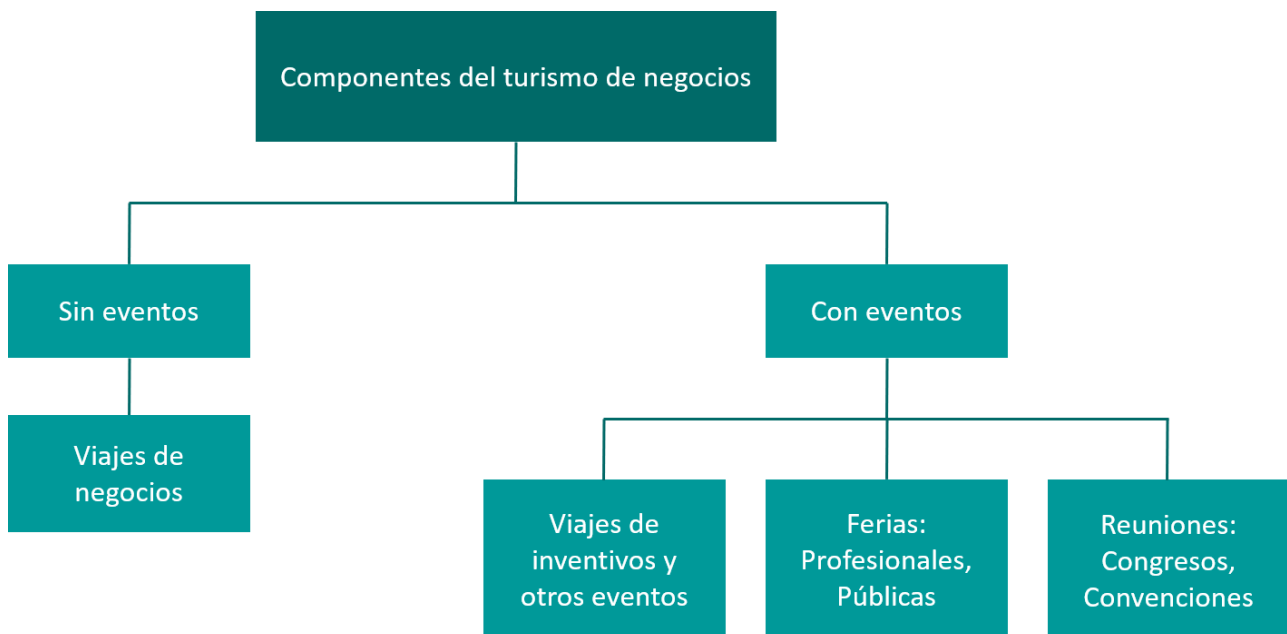 Componentes del turismo de negocios
Sin eventos
Con eventos
Viajes de
negocios
Viajes de
inventivos y
otros eventos
Ferias:
Profesionales,
Públicas
Reuniones:
Congresos,
Convenciones